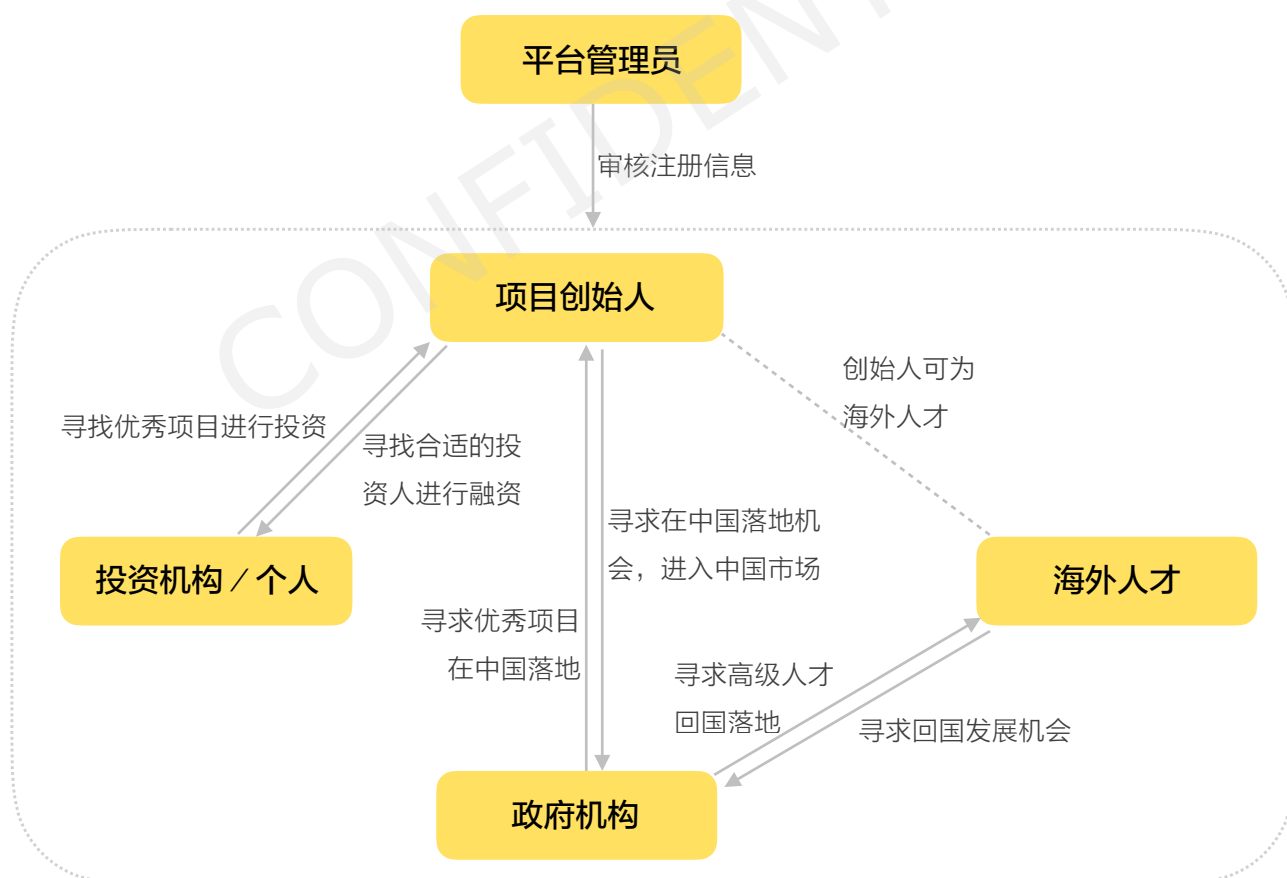 平台管理员
审核注册信息
项目创始人
创始人可为
海外人才
寻找优秀项目进行投资
寻找合适的投
资人进行融资
寻求在中国落地机
会，进入中国市场
投资机构／个人
海外人才
寻求优秀项目
在中国落地
寻求高级人才
回国落地
寻求回国发展机会
政府机构
CONFIDENT